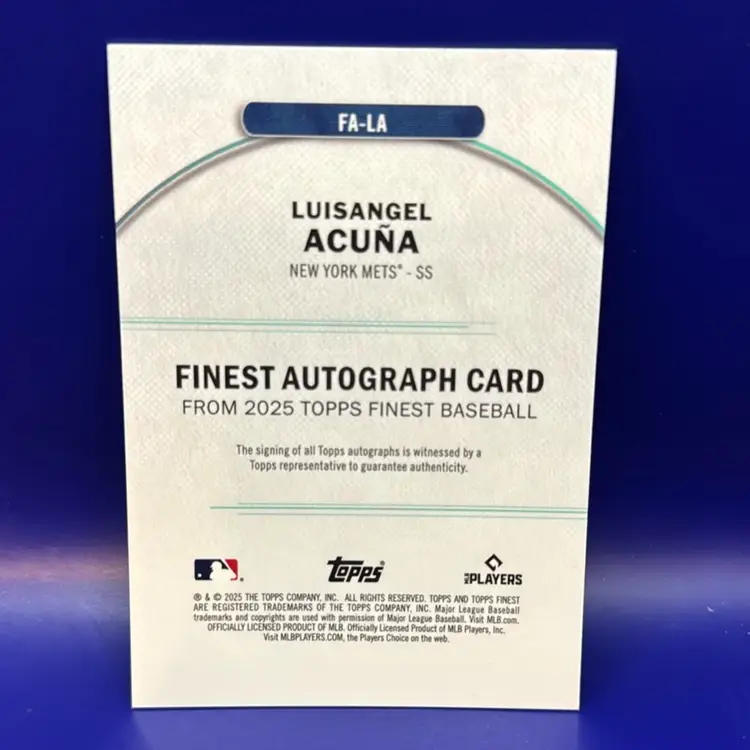 FA-LA
LUISANGEL
ACUÑA
NEW YORK METS® - SS
FINEST AUTOGRAPH CARD
FROM 2025 TOPPS FINEST BASEBALL
The signing of all Topps autographs is witnessed by a
Topps representative to guarantee authenticity.
topps®
MLB PLAYERS
® & © 2025 THE TOPPS COMPANY, INC. ALL RIGHTS RESERVED. TOPPS AND TOPPS FINEST
ARE REGISTERED TRADEMARKS OF THE TOPPS COMPANY, INC. Major League Baseball
trademarks and copyrights are used with permission of Major League Baseball. Visit MLB.com.
OFFICIALLY LICENSED PRODUCT OF MLB. Officially Licensed Product of MLB Players, Inc.
Visit MLBPLAYERS.COM, the Players Choice on the web.